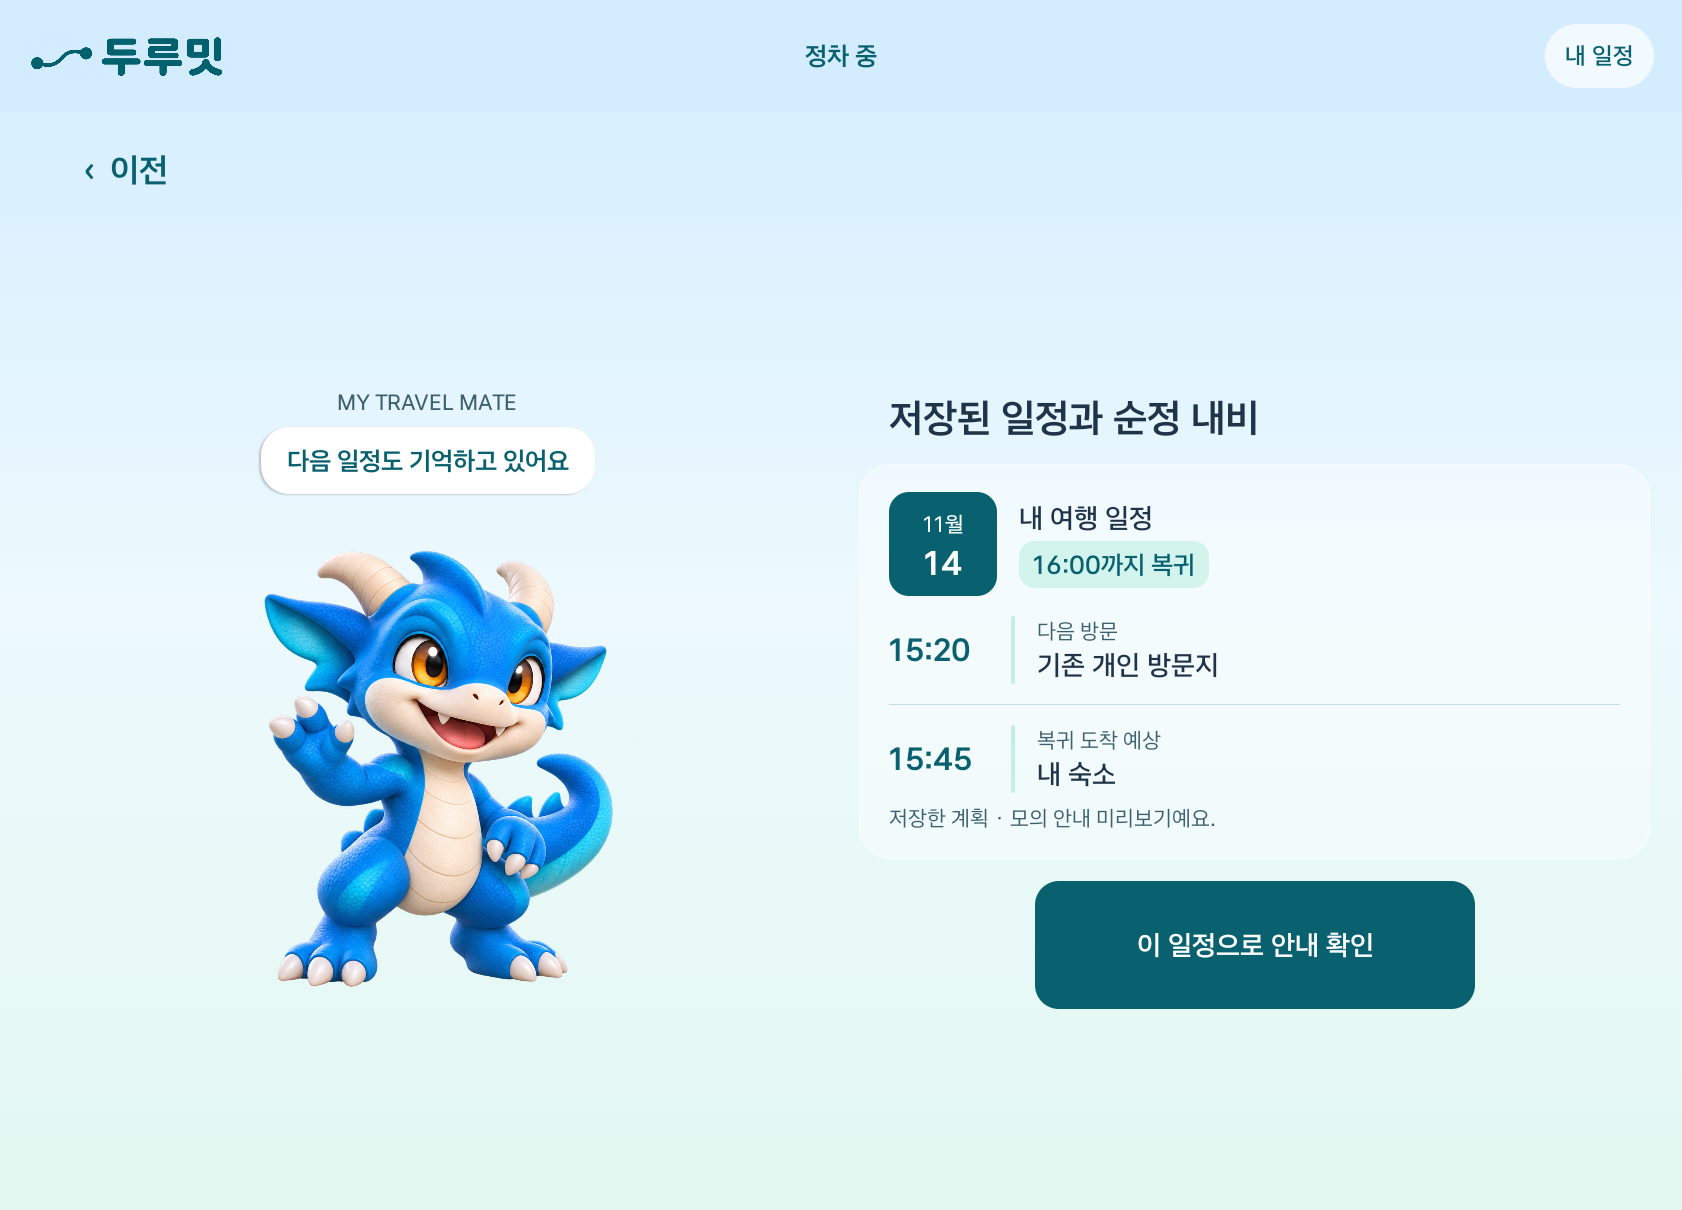 두루밋
정차 중
내 일정
‹ 이전
MY TRAVEL MATE
다음 일정도 기억하고 있어요
저장된 일정과 순정 내비
11월
14
내 여행 일정
16:00까지 복귀
15:20
다음 방문
기존 개인 방문지
15:45
복귀 도착 예상
내 숙소
저장한 계획 · 모의 안내 미리보기예요.
이 일정으로 안내 확인